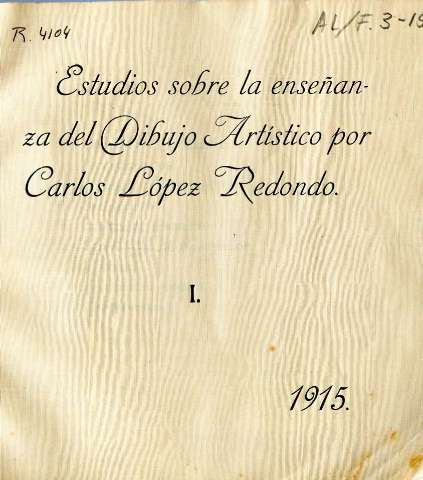 R. 4104
AL/F. 3-19
Estudios sobre la enseñan-
za del Dibujo Artístico por
Carlos López Redondo.
I.
1915.